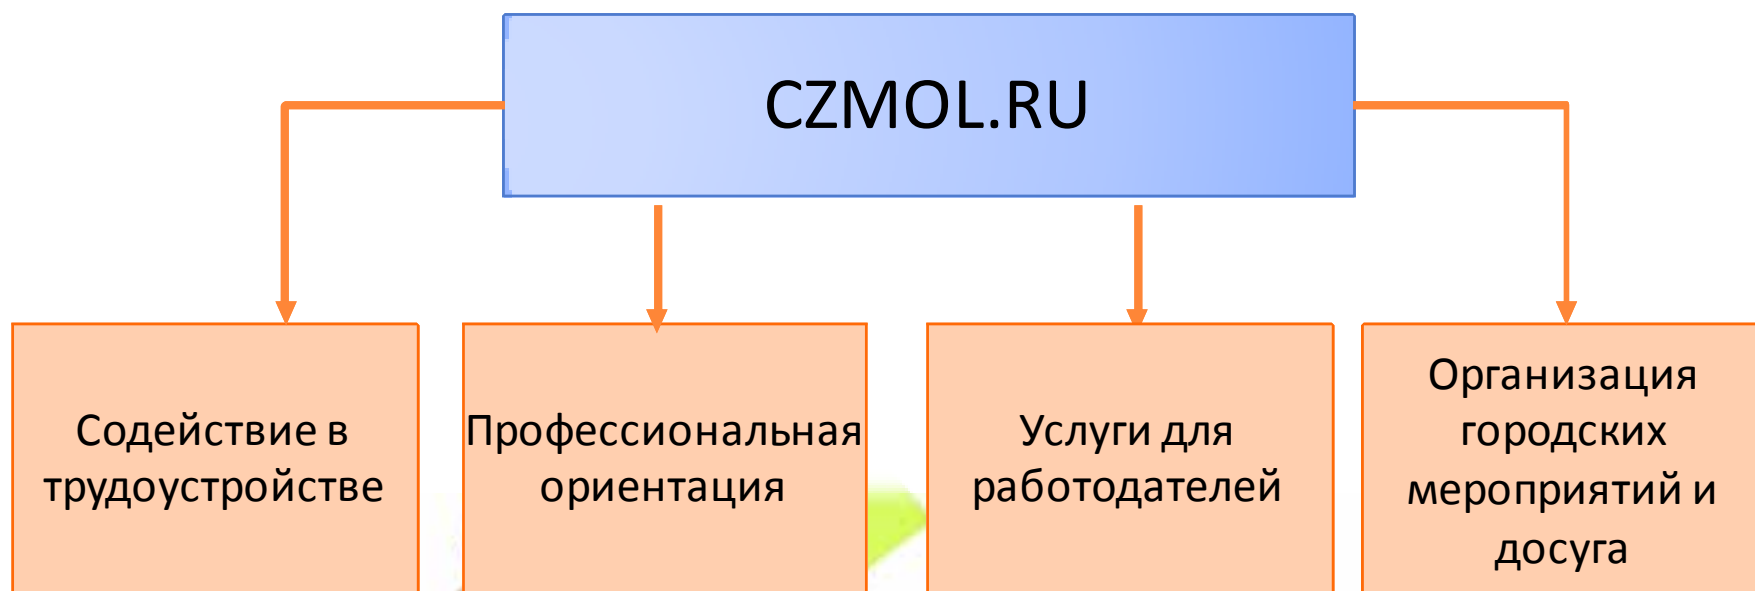 CZMOL.RU
Содействие в
трудоустройстве
Профессиональная
ориентация
Услуги для
работодателей
Организация
городских
мероприятий и
досуга